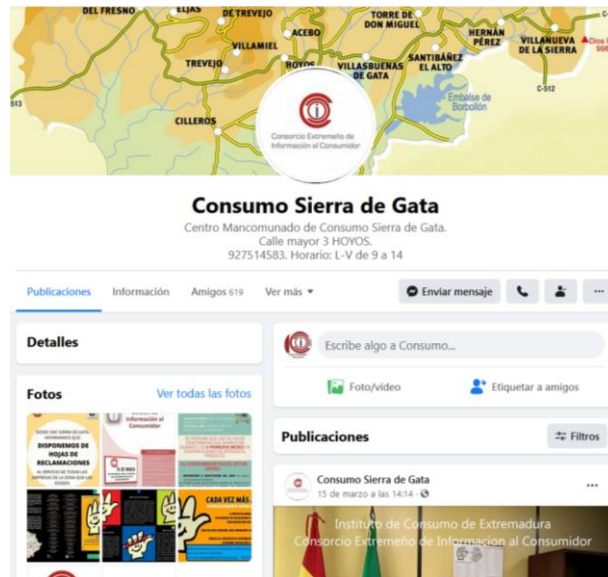 DEL FRESNO
ELJAS
DE TREVEJO
TORRE DE
DON MIGUEL
ACEBO
HERNÁN
PÉREZ
VILLANUEVA
DE LA SIERRA
VILLAMIEL
TREVEJO
HOYOS
VILLASBUENAS
DE GATA
SANTIBÁÑEZ
EL ALTO
C-512
513
CILLEROS
Embalse de
Borbollón
Consorcio Extremeño de
Información al Consumidor
Consumo Sierra de Gata
Centro Mancomunado de Consumo Sierra de Gata.
Calle mayor 3 HOYOS.
927514583. Horario: L-V de 9 a 14
Publicaciones Información Amigos 619 Ver más Enviar mensaje ...
Detalles
Escribe algo a Consumo...
Foto/video Etiquetar a amigos
Fotos Ver todas las fotos
DISPONEMOS DE
HOJAS DE
RECLAMACIONES
Información al
Consumidor
CADA VEZ MÁS
Publicaciones Filtros
Consumo Sierra de Gata ...
15 de marzo a las 14:14 ·
Instituto de Consumo de Extremadura
Consorcio Extremeño de Informacion al Consumidor